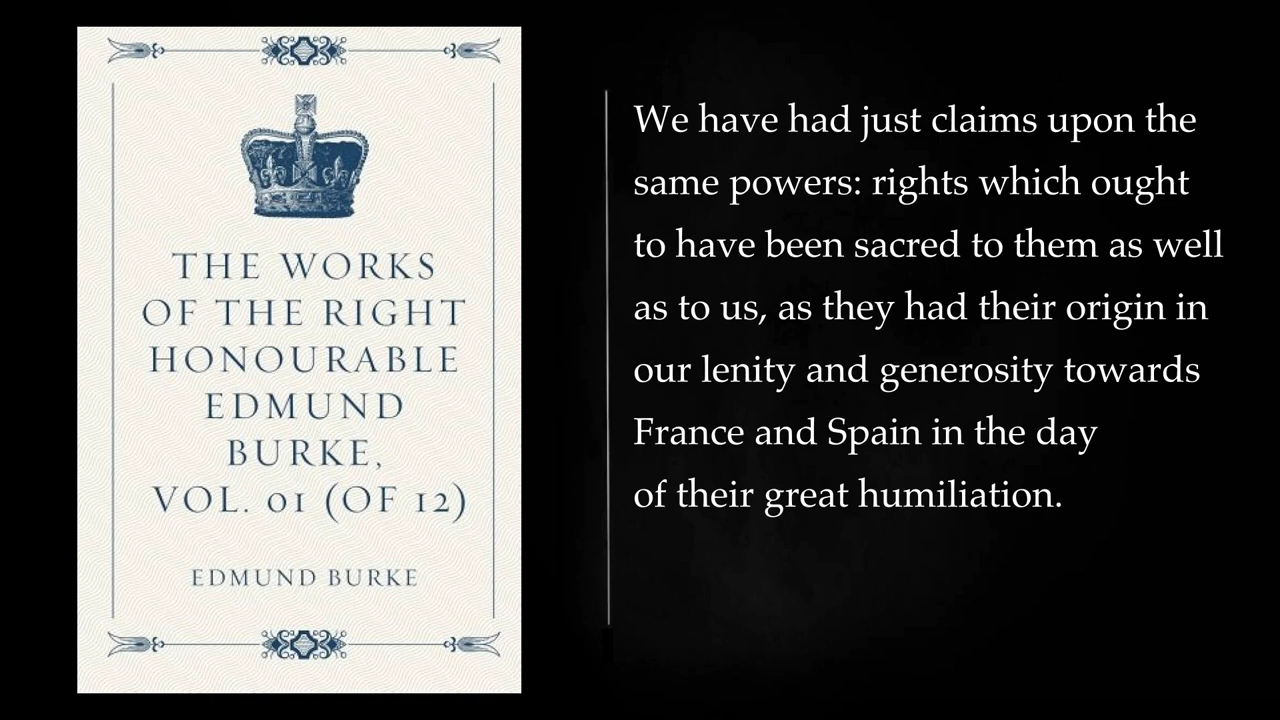 THE WORKS
OF THE RIGHT
HONOURABLE
EDMUND
BURKE,
VOL. 01 (OF 12)
EDMUND BURKE
We have had just claims upon the
same powers: rights which ought
to have been sacred to them as well
as to us, as they had their origin in
our lenity and generosity towards
France and Spain in the day
of their great humiliation.